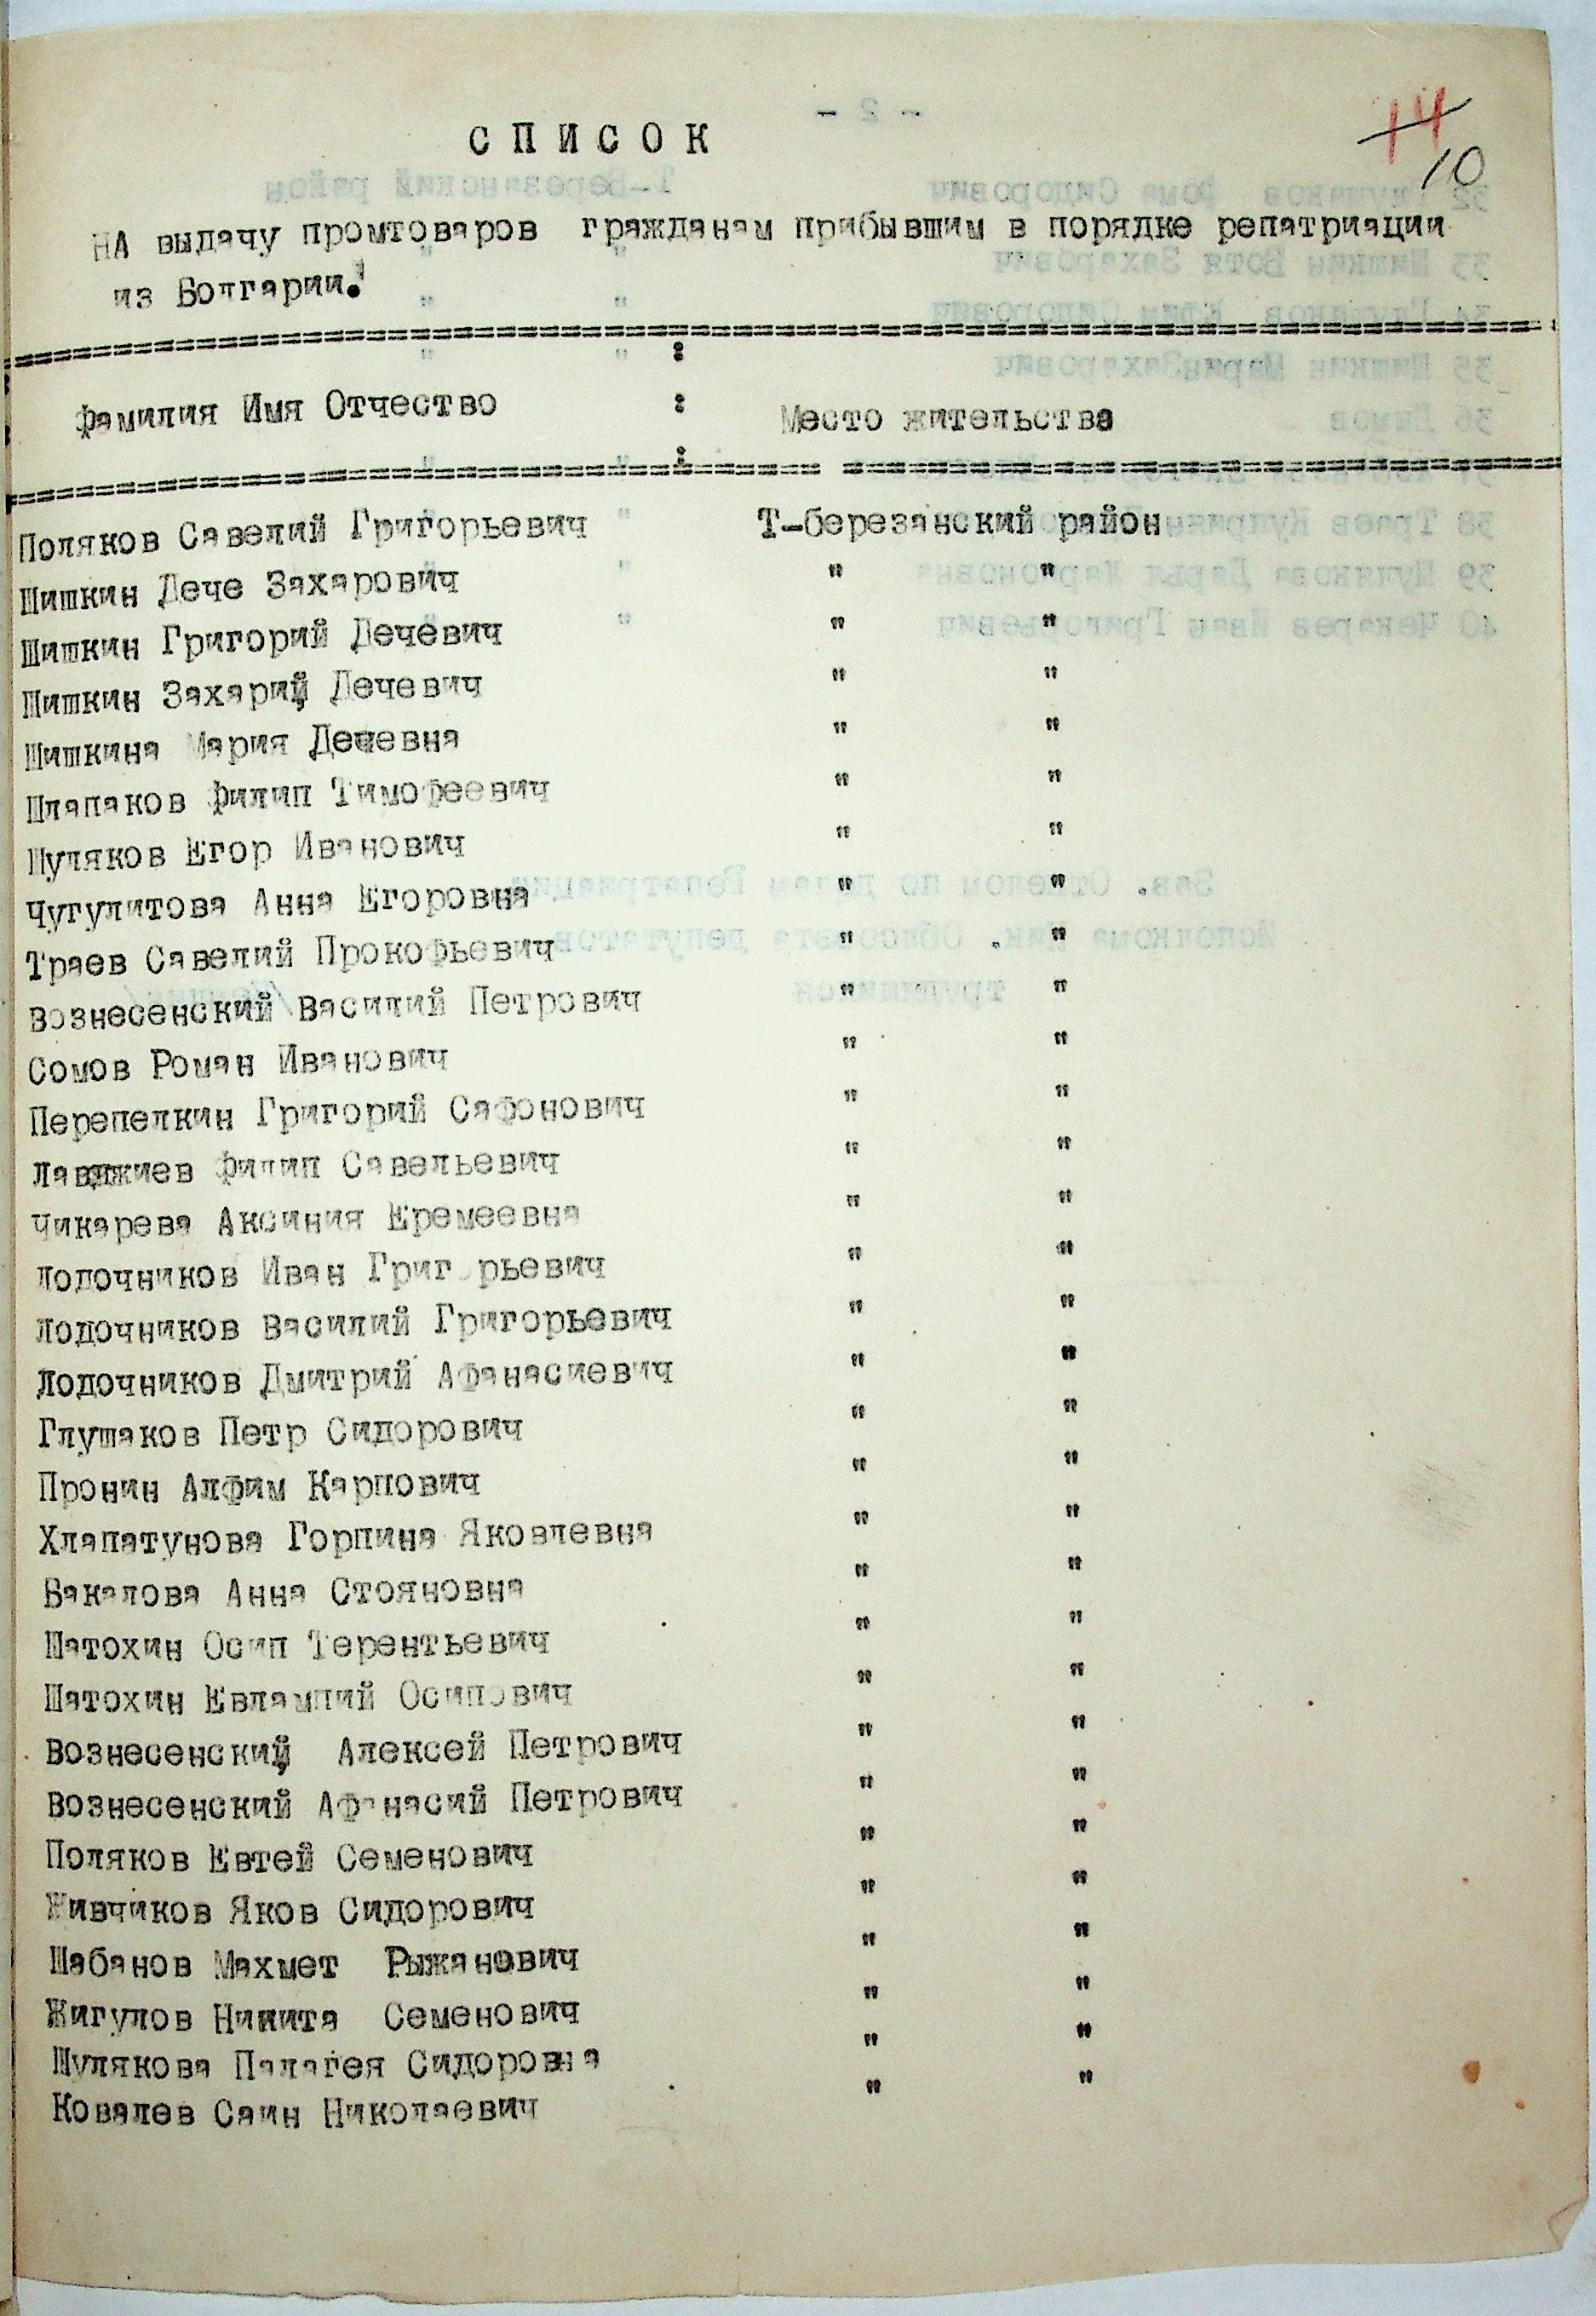 14
10
СПИСОК
НА выдачу промтоваров гражданам прибывшим в порядке репатриации
из Болгарии.
Фамилия Имя Отчество : Место жительства
Поляков Савелий Григорьевич Т-березанский район
Шишкин Дече Захарович " "
Шишкин Григорий Дечевич " "
Шишкин Захарий Дечевич " "
Шишкина Мария Дечевна " "
Шлапаков Филип Тимофеевич " "
Шуляков Егор Иванович " "
Чугулитова Анна Егоровна " "
Траев Савелий Прокофьевич " "
Вознесенский Василий Петрович " "
Сомов Роман Иванович " "
Перепелкин Григорий Сафонович " "
Филип Савельевич " "
Чикарева Аксиния Еремеевна " "
Лодочников Иван Григорьевич " "
Лодочников Василий Григорьевич " "
Лодочников Дмитрий Афанасиевич " "
Глушаков Петр Сидорович " "
Пронин Алфим Карпович " "
Хлапатунова Горпина Яковлевна " "
Вакалова Анна Стояновна " "
Шатохин Осип Терентьевич " "
Шатохин Евлампий Осипович " "
Вознесенский Алексей Петрович " "
Вознесенский Афанасий Петрович " "
Поляков Евтей Семенович " "
Живчиков Яков Сидорович " "
Шабанов Махмет Рыжанович " "
Жигулов Никита Семенович " "
Шулякова Палагея Сидоровна " "
Ковалев Саин Николаевич " "